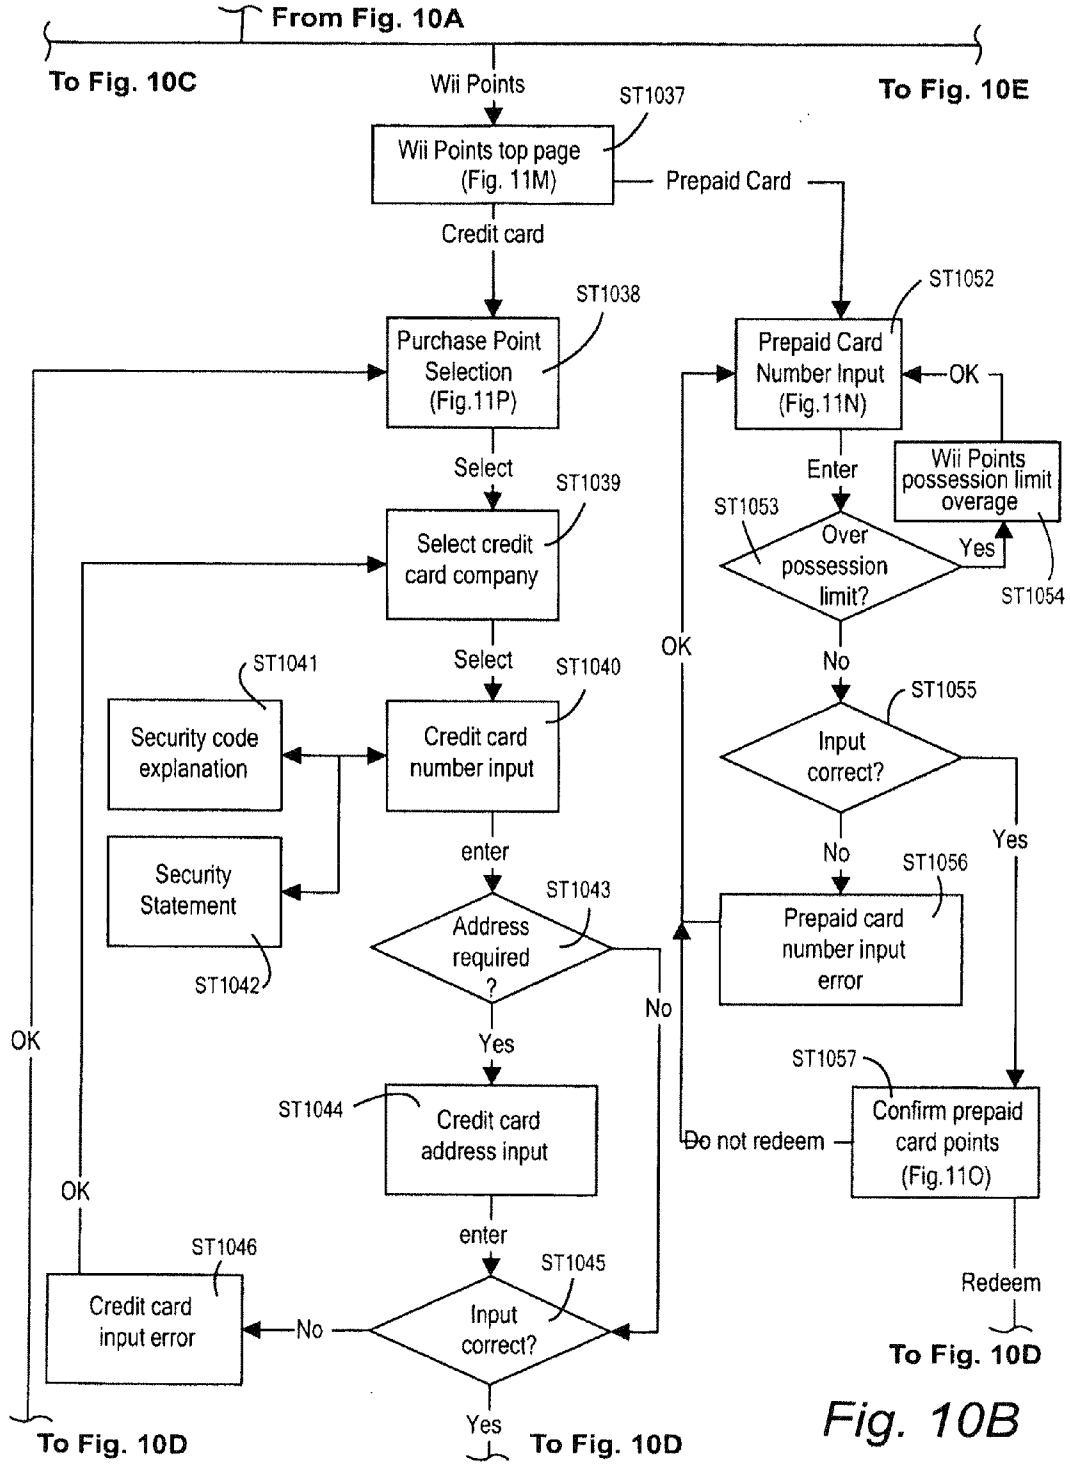 From Fig. 10A
To Fig. 10C
To Fig. 10E
Wii Points
ST1037
Wii Points top page
(Fig. 11M)
Prepaid Card
Credit card
ST1038
Purchase Point
Selection
(Fig.11P)
ST1052
Prepaid Card
Number Input
(Fig.11N)
OK
Wii Points
possession limit
overage
Select
Enter
ST1039
Select credit
card company
ST1053
Over
possession
limit?
Yes
ST1054
OK
No
Select
ST1040
ST1041
Security code
explanation
Credit card
number input
ST1055
Input
correct?
Yes
Security
Statement
ST1042
enter
No
ST1043
Address
required
?
No
ST1056
Prepaid card
number input
error
OK
Yes
ST1044
Credit card
address input
ST1057
Confirm prepaid
card points
(Fig.11O)
Do not redeem
OK
enter
ST1046
Credit card
input error
No
ST1045
Input
correct?
Redeem
To Fig. 10D
Yes
To Fig. 10D
To Fig. 10D
Fig. 10B